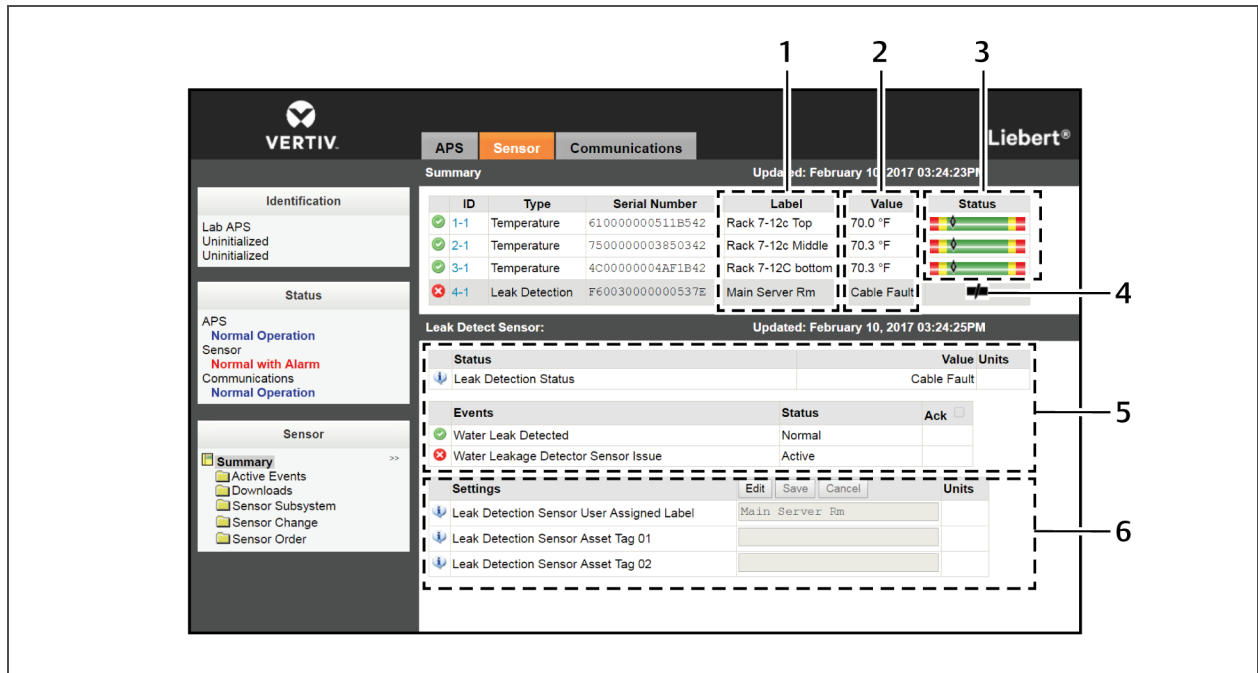 1 2 3
VERTIV.
APS Sensor Communications
Liebert®
Summary Updated: February 10, 2017 03:24:23PM
Identification
Lab APS
Uninitialized
Uninitialized
Status
APS
Normal Operation
Sensor
Normal with Alarm
Communications
Normal Operation
Sensor
Summary >>
Active Events
Downloads
Sensor Subsystem
Sensor Change
Sensor Order
ID Type Serial Number Label Value Status
1-1 Temperature 610000000511B542 Rack 7-12c Top 70.0 °F
2-1 Temperature 7500000003850342 Rack 7-12c Middle 70.3 °F
3-1 Temperature 4C00000004AF1B42 Rack 7-12C bottom 70.3 °F
4-1 Leak Detection F60030000000537E Main Server Rm Cable Fault
4
Leak Detect Sensor: Updated: February 10, 2017 03:24:25PM
Status Value Units
Leak Detection Status Cable Fault
Events Status Ack
5
Water Leak Detected Normal
Water Leakage Detector Sensor Issue Active
Settings Edit Save Cancel Units
Leak Detection Sensor User Assigned Label Main Server Rm
6
Leak Detection Sensor Asset Tag 01
Leak Detection Sensor Asset Tag 02